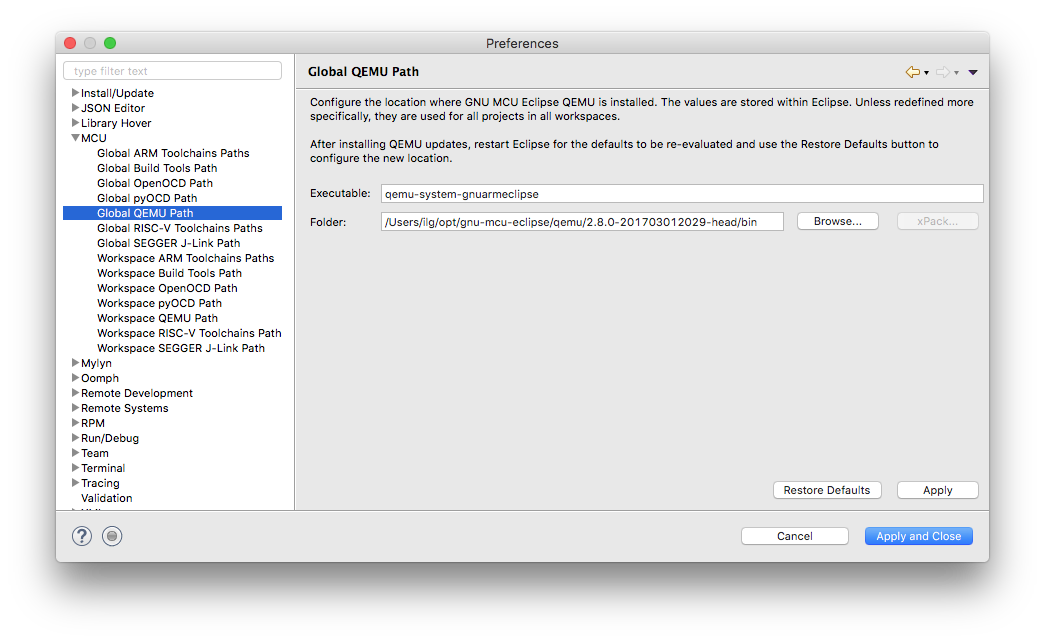 Preferences
type filter text
Install/Update
JSON Editor
Library Hover
MCU
Global ARM Toolchains Paths
Global Build Tools Path
Global OpenOCD Path
Global pyOCD Path
Global QEMU Path
Global RISC-V Toolchains Paths
Global SEGGER J-Link Path
Workspace ARM Toolchains Paths
Workspace Build Tools Path
Workspace OpenOCD Path
Workspace pyOCD Path
Workspace QEMU Path
Workspace RISC-V Toolchains Path
Workspace SEGGER J-Link Path
Mylyn
Oomph
Remote Development
Remote Systems
RPM
Run/Debug
Team
Terminal
Tracing
Validation
Global QEMU Path
Configure the location where GNU MCU Eclipse QEMU is installed. The values are stored within Eclipse. Unless redefined more
specifically, they are used for all projects in all workspaces.
After installing QEMU updates, restart Eclipse for the defaults to be re-evaluated and use the Restore Defaults button to
configure the new location.
Executable: qemu-system-gnuarmeclipse
Folder: /Users/ilg/opt/gnu-mcu-eclipse/qemu/2.8.0-201703012029-head/bin Browse... xPack...
Restore Defaults Apply
? Cancel Apply and Close